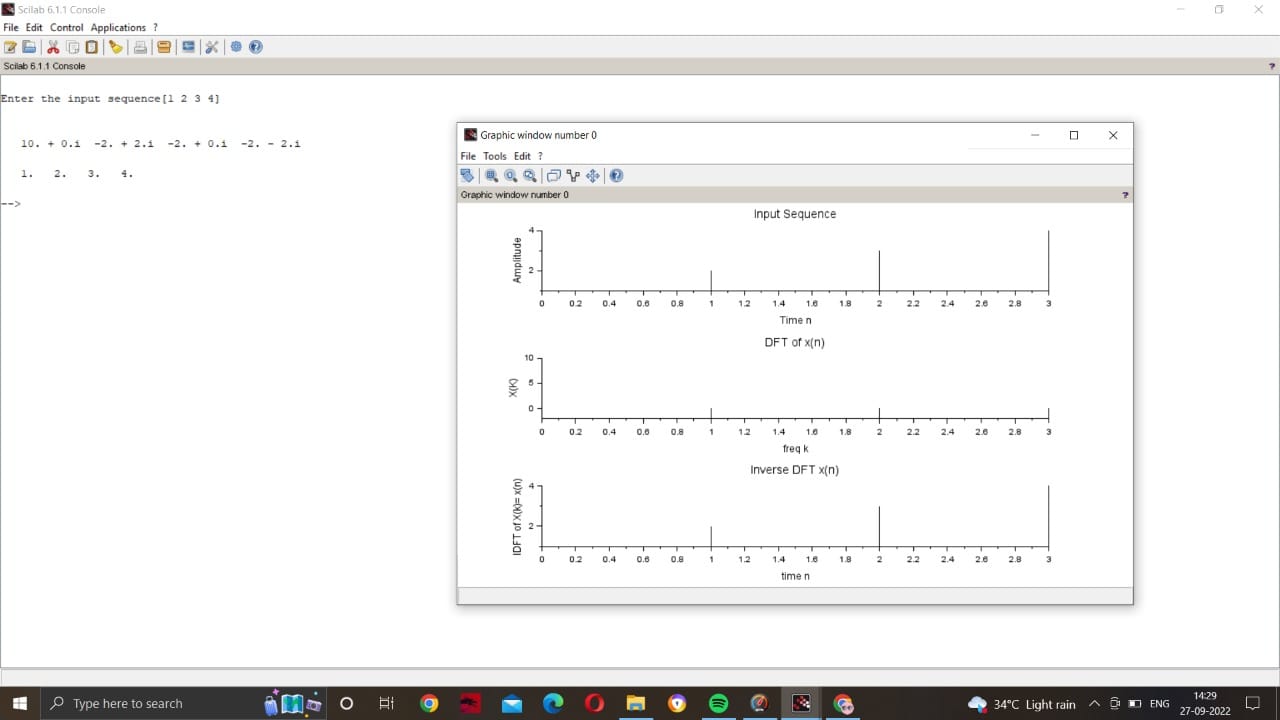 Scilab 6.1.1 Console
File Edit Control Applications ?
Scilab 6.1.1 Console ?
Enter the input sequence[1 2 3 4]
10. + 0.i -2. + 2.i -2. + 0.i -2. - 2.i
1. 2. 3. 4.
-->
Graphic window number 0
File Tools Edit ?
Graphic window number 0 ?
Input Sequence
Amplitude
4
2
0 0.2 0.4 0.6 0.8 1 1.2 1.4 1.6 1.8 2 2.2 2.4 2.6 2.8 3
Time n
DFT of x(n)
X(K)
10
5
0
0 0.2 0.4 0.6 0.8 1 1.2 1.4 1.6 1.8 2 2.2 2.4 2.6 2.8 3
freq k
Inverse DFT x(n)
IDFT of X(k)= x(n)
4
2
0 0.2 0.4 0.6 0.8 1 1.2 1.4 1.6 1.8 2 2.2 2.4 2.6 2.8 3
time n
Type here to search
34°C Light rain
ENG
14:29
27-09-2022